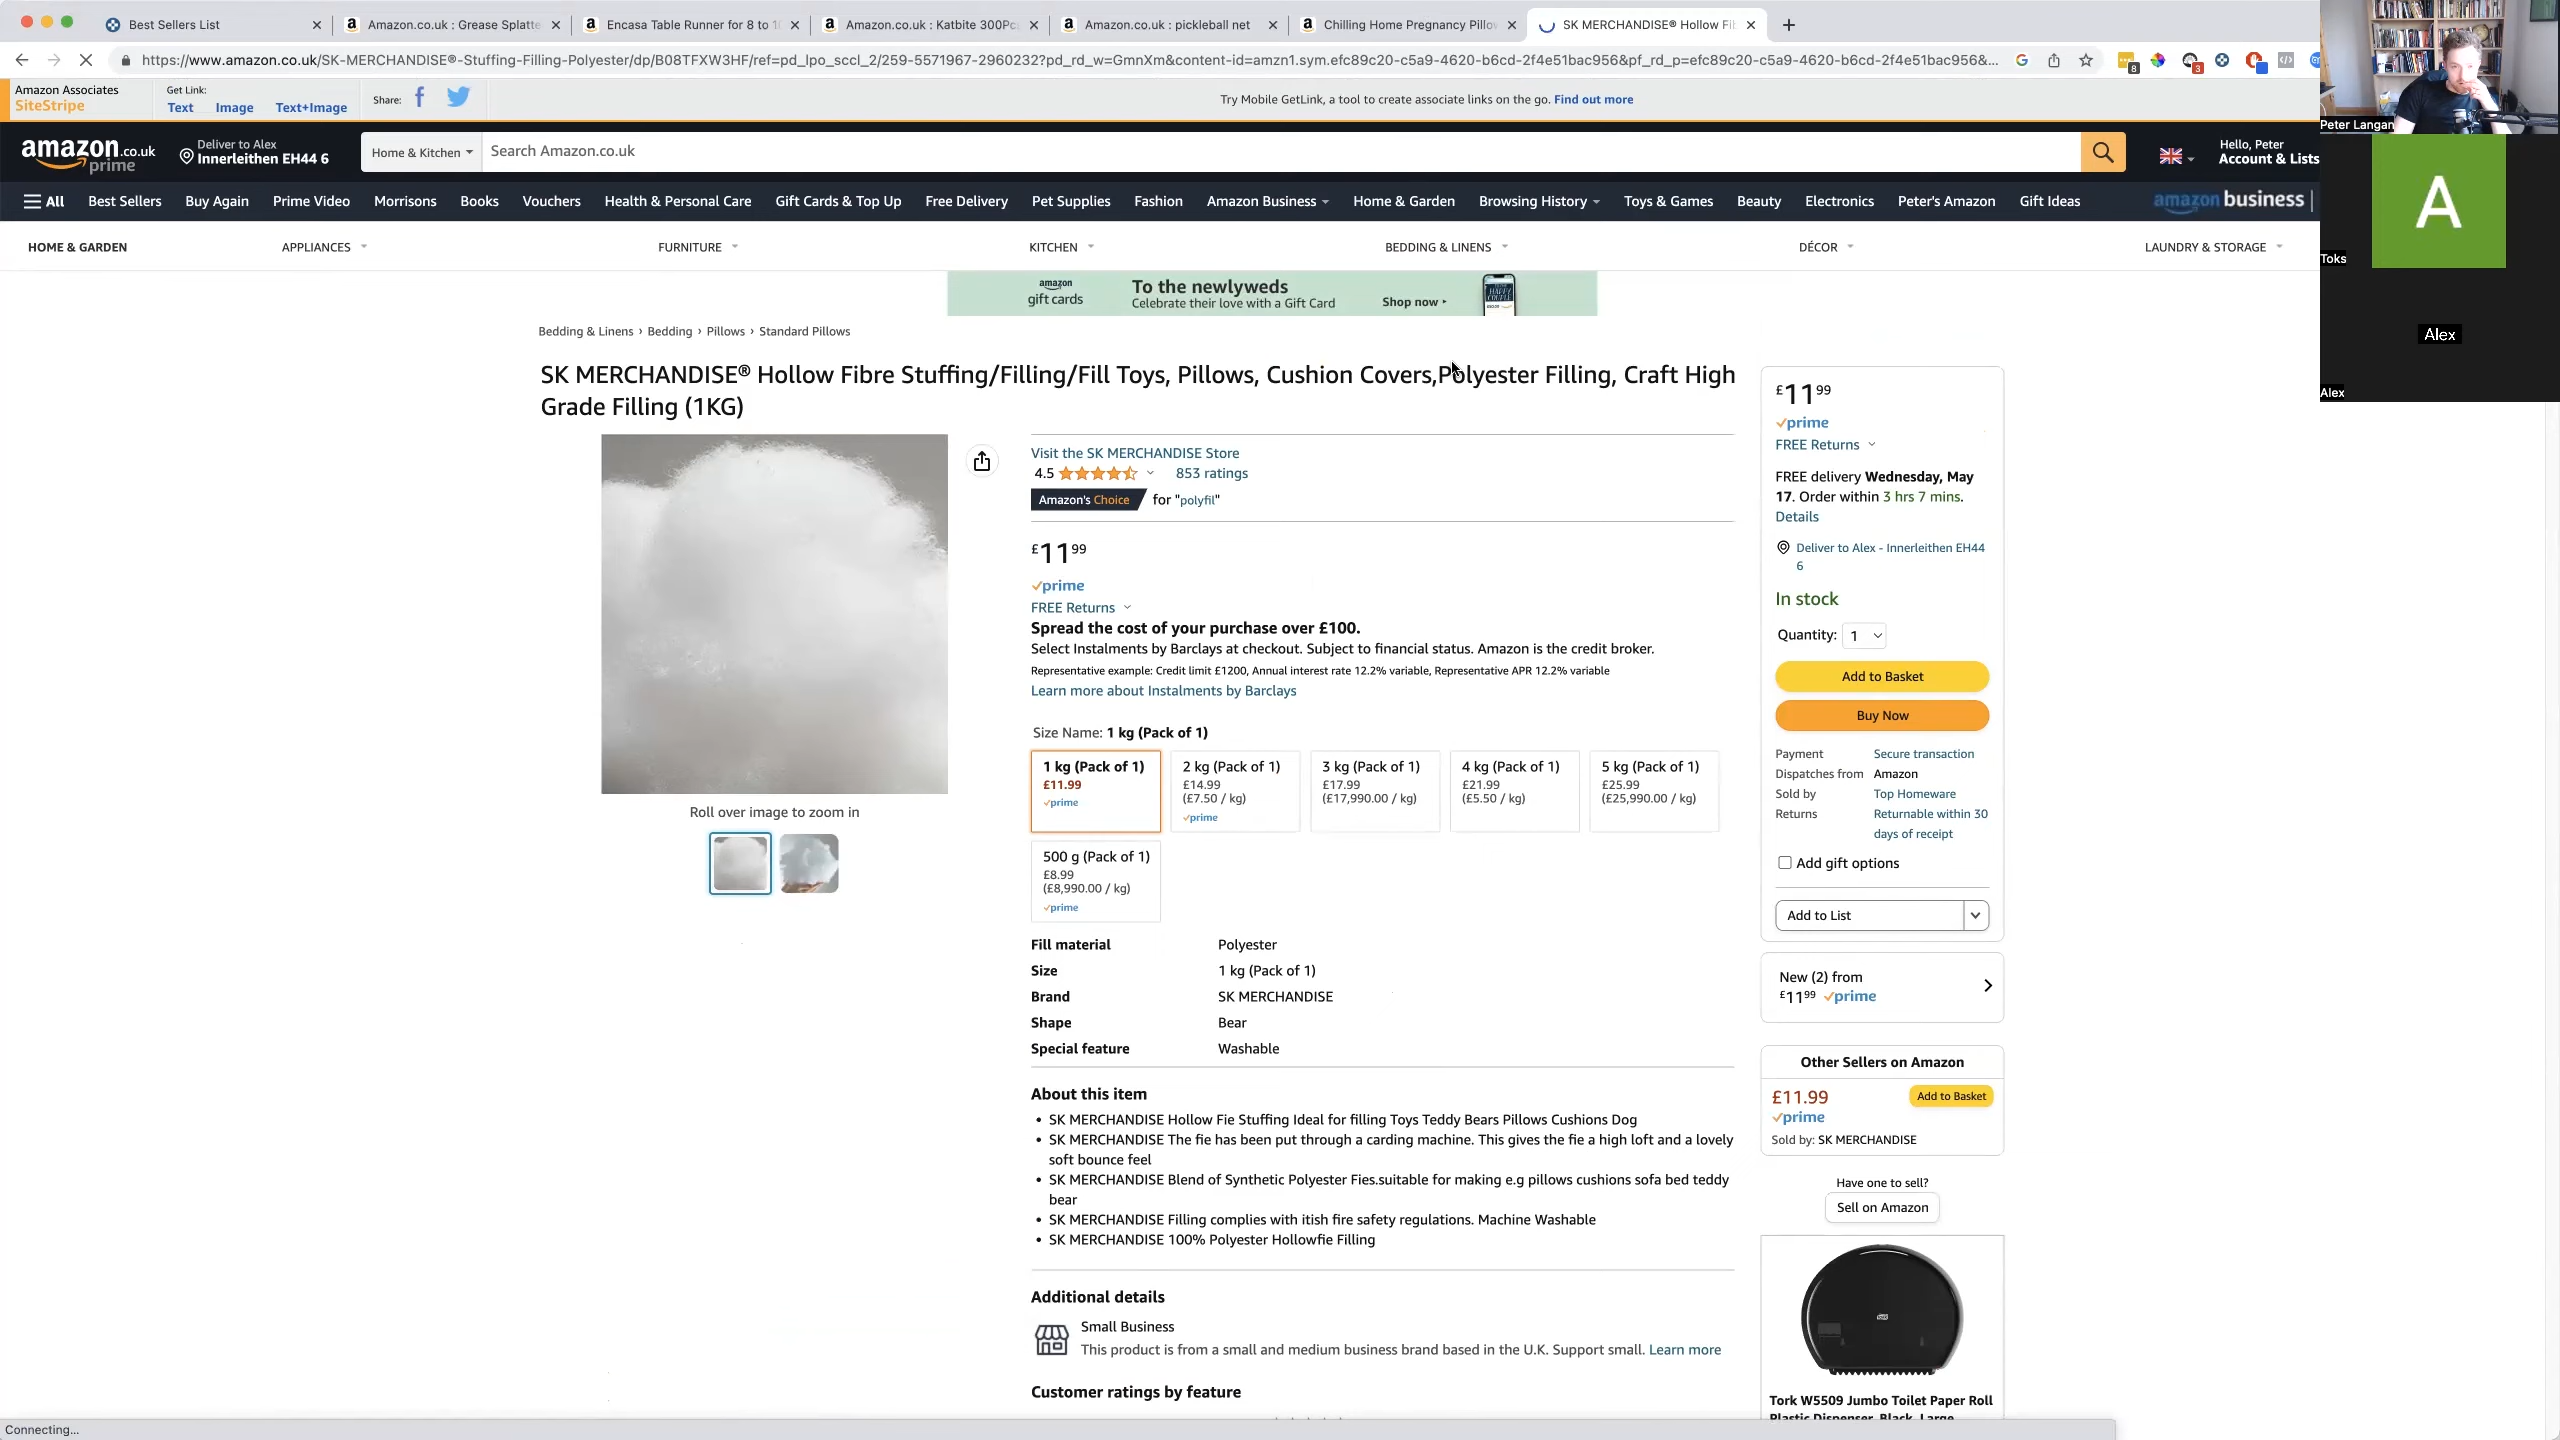 Best Sellers List
Amazon.co.uk : Grease Splatte
Encasa Table Runner for 8 to 1
Amazon.co.uk : Katbite 300Pc
Amazon.co.uk : pickleball net
Chilling Home Pregnancy Pillo
SK MERCHANDISE® Hollow Fi
https://www.amazon.co.uk/SK-MERCHANDISE®-Stuffing-Filling-Polyester/dp/B08TFXW3HF/ref=pd_lpo_sccl_2/259-5571967-2960232?pd_rd_w=GmnXm&content-id=amzn1.sym.efc89c20-c5a9-4620-b6cd-2f4e51bac956&pf_rd_p=efc89c20-c5a9-4620-b6cd-2f4e51bac956&...
8
3
Amazon Associates
SiteStripe
Get Link:
Text Image Text+Image
Share:
Try Mobile GetLink, a tool to create associate links on the go. Find out more
amazon.co.uk
prime
Deliver to Alex
Innerleithen EH44 6
Home & Kitchen
Search Amazon.co.uk
Hello, Peter
Account & Lists
All Best Sellers Buy Again Prime Video Morrisons Books Vouchers Health & Personal Care Gift Cards & Top Up Free Delivery Pet Supplies Fashion Amazon Business Home & Garden Browsing History Toys & Games Beauty Electronics Peter's Amazon Gift Ideas
amazon business
HOME & GARDEN APPLIANCES FURNITURE KITCHEN BEDDING & LINENS DÉCOR LAUNDRY & STORAGE
amazon
gift cards
To the newlyweds
Celebrate their love with a Gift Card
Shop now
Bedding & Linens › Bedding › Pillows › Standard Pillows
SK MERCHANDISE® Hollow Fibre Stuffing/Filling/Fill Toys, Pillows, Cushion Covers,Polyester Filling, Craft High
Grade Filling (1KG)
Roll over image to zoom in
Visit the SK MERCHANDISE Store
4.5 853 ratings
Amazon's Choice for "polyfil"
£11 99
prime
FREE Returns
Spread the cost of your purchase over £100.
Select Instalments by Barclays at checkout. Subject to financial status. Amazon is the credit broker.
Representative example: Credit limit £1200, Annual interest rate 12.2% variable, Representative APR 12.2% variable
Learn more about Instalments by Barclays
Size Name: 1 kg (Pack of 1)
1 kg (Pack of 1)
£11.99
prime
2 kg (Pack of 1)
£14.99
(£7.50 / kg)
prime
3 kg (Pack of 1)
£17.99
(£17,990.00 / kg)
4 kg (Pack of 1)
£21.99
(£5.50 / kg)
5 kg (Pack of 1)
£25.99
(£25,990.00 / kg)
500 g (Pack of 1)
£8.99
(£8,990.00 / kg)
prime
Fill material Polyester
Size 1 kg (Pack of 1)
Brand SK MERCHANDISE
Shape Bear
Special feature Washable
About this item
• SK MERCHANDISE Hollow Fie Stuffing Ideal for filling Toys Teddy Bears Pillows Cushions Dog
• SK MERCHANDISE The fie has been put through a carding machine. This gives the fie a high loft and a lovely
soft bounce feel
• SK MERCHANDISE Blend of Synthetic Polyester Fies.suitable for making e.g pillows cushions sofa bed teddy
bear
• SK MERCHANDISE Filling complies with itish fire safety regulations. Machine Washable
• SK MERCHANDISE 100% Polyester Hollowfie Filling
Additional details
Small Business
This product is from a small and medium business brand based in the U.K. Support small. Learn more
Customer ratings by feature
£11 99
prime
FREE Returns
FREE delivery Wednesday, May
17. Order within 3 hrs 7 mins.
Details
Deliver to Alex - Innerleithen EH44
6
In stock
Quantity: 1
Add to Basket
Buy Now
Payment Secure transaction
Dispatches from Amazon
Sold by Top Homeware
Returns Returnable within 30
days of receipt
Add gift options
Add to List
New (2) from
£11 99 prime
Other Sellers on Amazon
£11.99
Add to Basket
prime
Sold by: SK MERCHANDISE
Have one to sell?
Sell on Amazon
Tork W5509 Jumbo Toilet Paper Roll
Plastic Dispenser, Black, Large
Peter Langan
A
Toks
Alex
Alex
Connecting...